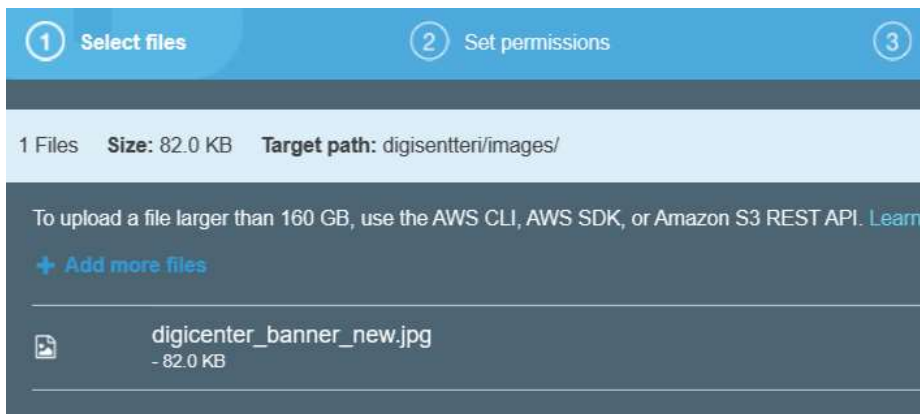 1 Select files 2 Set permissions 3
1 Files Size: 82.0 KB Target path: digisentteri/images/
To upload a file larger than 160 GB, use the AWS CLI, AWS SDK, or Amazon S3 REST API. Learn
+ Add more files
digicenter_banner_new.jpg
- 82.0 KB